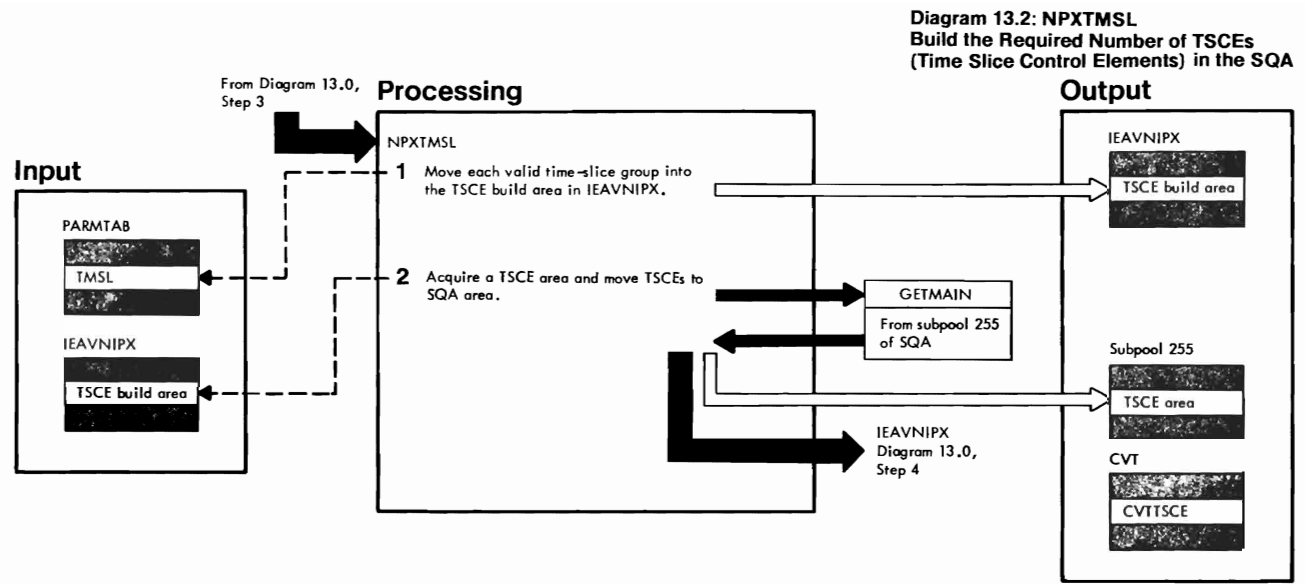 Diagram 13.2: NPXTMSL
Build the Required Number of TSCEs
(Time Slice Control Elements) in the SQA
From Diagram 13.0,
Step 3
Processing
Output
Input
NPXTMSL
1 Move each valid time-slice group into
the TSCE build area in IEAVNIPX.
IEAVNIPX
TSCE build area
PARMTAB
TMSL
2 Acquire a TSCE area and move TSCEs to
SQA area.
GETMAIN
From subpool 255
of SQA
IEAVNIPX
TSCE build area
Subpool 255
TSCE area
IEAVNIPX
Diagram 13.0,
Step 4
CVT
CVTTSCE